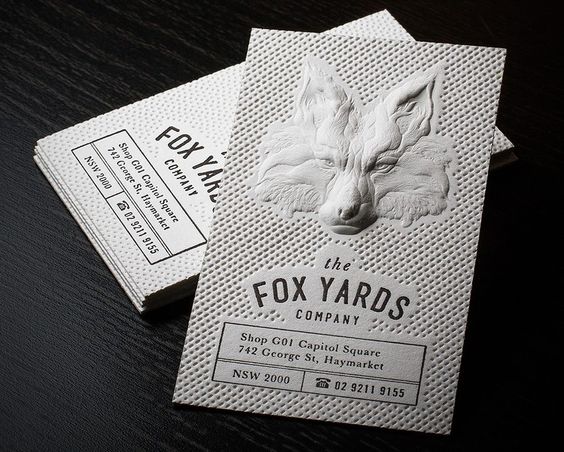 the
FOX YARDS
COMPANY
Shop G01 Capitol Square
742 George St, Haymarket
NSW 2000
☎ 02 9211 9155
the
FOX YARDS
COMPANY
Shop G01 Capitol Square
742 George St, Haymarket
NSW 2000
☎ 02 9211 9155